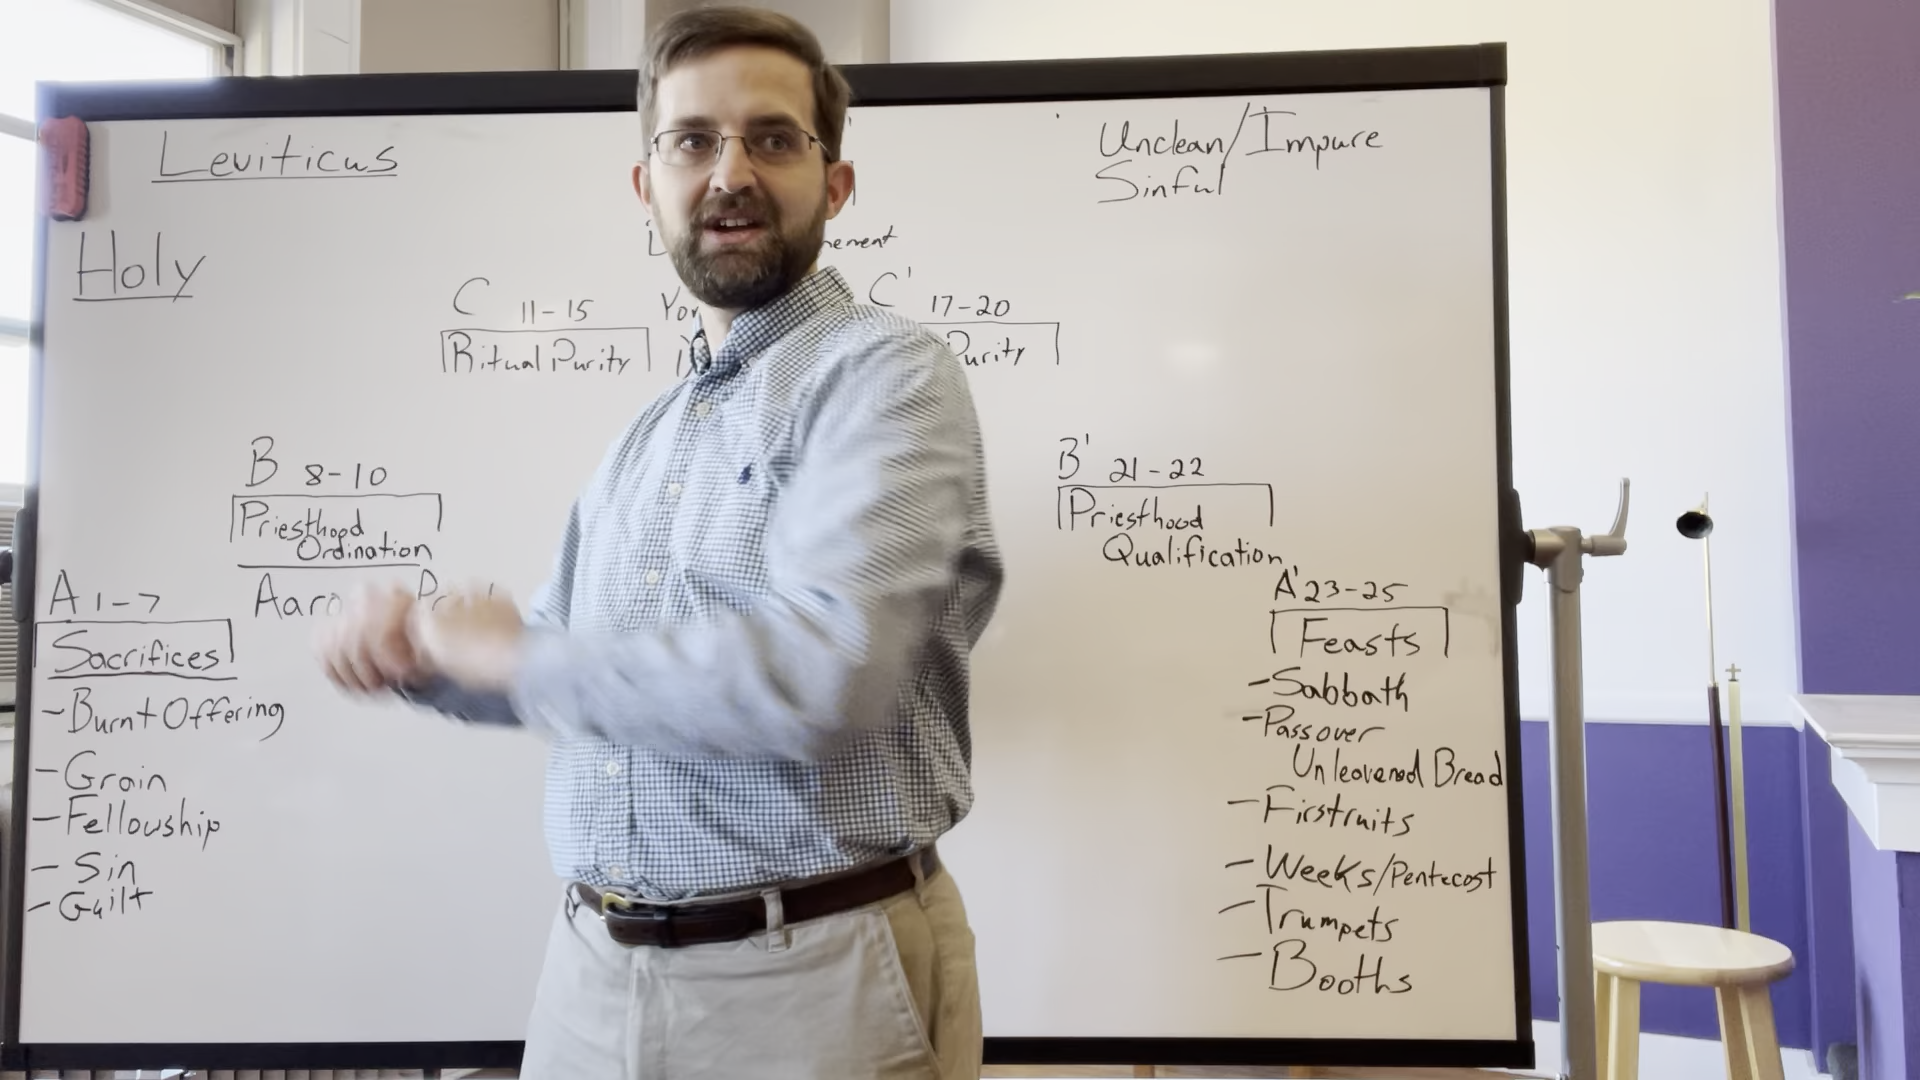 Leviticus
Unclean/Impure
Sinful
Holy
C 11-15
Ritual Purity
C' 17-20
Purity
B 8-10
Priesthood
Ordination
B' 21-22
Priesthood
Qualification
A 1-7
Sacrifices
-Burnt Offering
-Grain
-Fellowship
-Sin
-Guilt
A' 23-25
Feasts
-Sabbath
-Passover
Unleavened Bread
-Firstruits
-Weeks/Pentecost
-Trumpets
-Booths